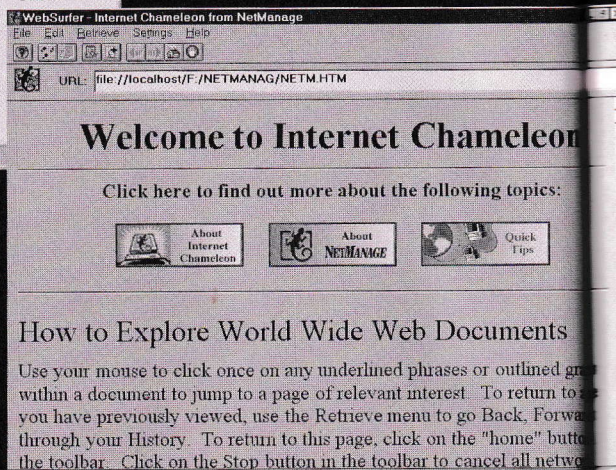 WebSurfer - Internet Chameleon from NetManage
File Edit Retrieve Settings Help
URL: file://localhost/F:/NETMANAG/NETM.HTM
Welcome to Internet Chameleon
Click here to find out more about the following topics:
About Internet Chameleon
About NETMANAGE
Quick Tips
How to Explore World Wide Web Documents
Use your mouse to click once on any underlined phrases or outlined
within a document to jump to a page of relevant interest. To return to
you have previously viewed, use the Retrieve menu to go Back,
through your History. To return to this page, click on the "home"
the toolbar. Click on the Stop button in the toolbar to cancel all